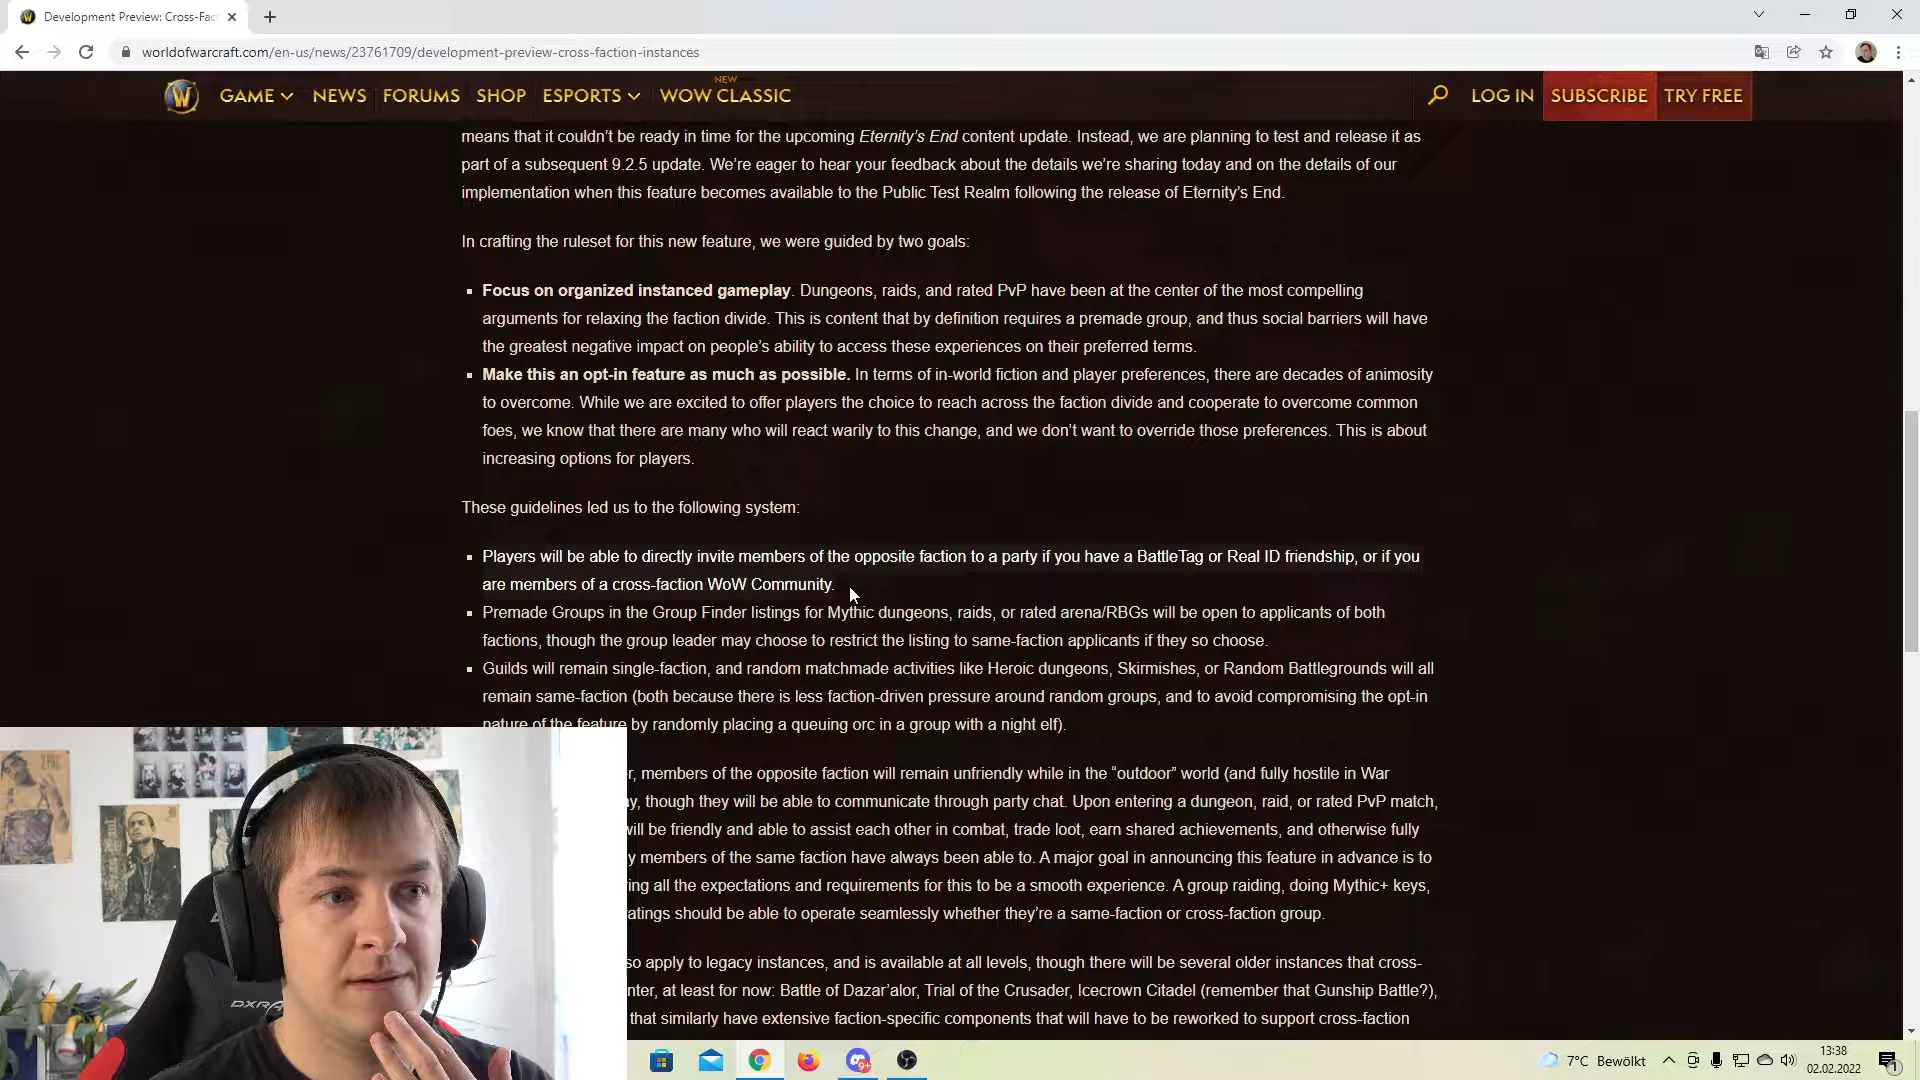 Development Preview: Cross-Fac
worldofwarcraft.com/en-us/news/23761709/development-preview-cross-faction-instances
W GAME NEWS FORUMS SHOP ESPORTS NEW WOW CLASSIC LOG IN SUBSCRIBE TRY FREE
means that it couldn’t be ready in time for the upcoming Eternity’s End content update. Instead, we are planning to test and release it as
part of a subsequent 9.2.5 update. We’re eager to hear your feedback about the details we’re sharing today and on the details of our
implementation when this feature becomes available to the Public Test Realm following the release of Eternity’s End.
In crafting the ruleset for this new feature, we were guided by two goals:
Focus on organized instanced gameplay. Dungeons, raids, and rated PvP have been at the center of the most compelling
arguments for relaxing the faction divide. This is content that by definition requires a premade group, and thus social barriers will have
the greatest negative impact on people’s ability to access these experiences on their preferred terms.
Make this an opt-in feature as much as possible. In terms of in-world fiction and player preferences, there are decades of animosity
to overcome. While we are excited to offer players the choice to reach across the faction divide and cooperate to overcome common
foes, we know that there are many who will react warily to this change, and we don’t want to override those preferences. This is about
increasing options for players.
These guidelines led us to the following system:
Players will be able to directly invite members of the opposite faction to a party if you have a BattleTag or Real ID friendship, or if you
are members of a cross-faction WoW Community.
Premade Groups in the Group Finder listings for Mythic dungeons, raids, or rated arena/RBGs will be open to applicants of both
factions, though the group leader may choose to restrict the listing to same-faction applicants if they so choose.
Guilds will remain single-faction, and random matchmade activities like Heroic dungeons, Skirmishes, or Random Battlegrounds will all
remain same-faction (both because there is less faction-driven pressure around random groups, and to avoid compromising the opt-in
nature of the feature by randomly placing a queuing orc in a group with a night elf).
r, members of the opposite faction will remain unfriendly while in the “outdoor” world (and fully hostile in War
y, though they will be able to communicate through party chat. Upon entering a dungeon, raid, or rated PvP match,
will be friendly and able to assist each other in combat, trade loot, earn shared achievements, and otherwise fully
y members of the same faction have always been able to. A major goal in announcing this feature in advance is to
ring all the expectations and requirements for this to be a smooth experience. A group raiding, doing Mythic+ keys,
ratings should be able to operate seamlessly whether they’re a same-faction or cross-faction group.
so apply to legacy instances, and is available at all levels, though there will be several older instances that cross-
nter, at least for now: Battle of Dazar’alor, Trial of the Crusader, Icecrown Citadel (remember that Gunship Battle?),
that similarly have extensive faction-specific components that will have to be reworked to support cross-faction
DXRA
9+
7°C Bewölkt
13:38
02.02.2022
1